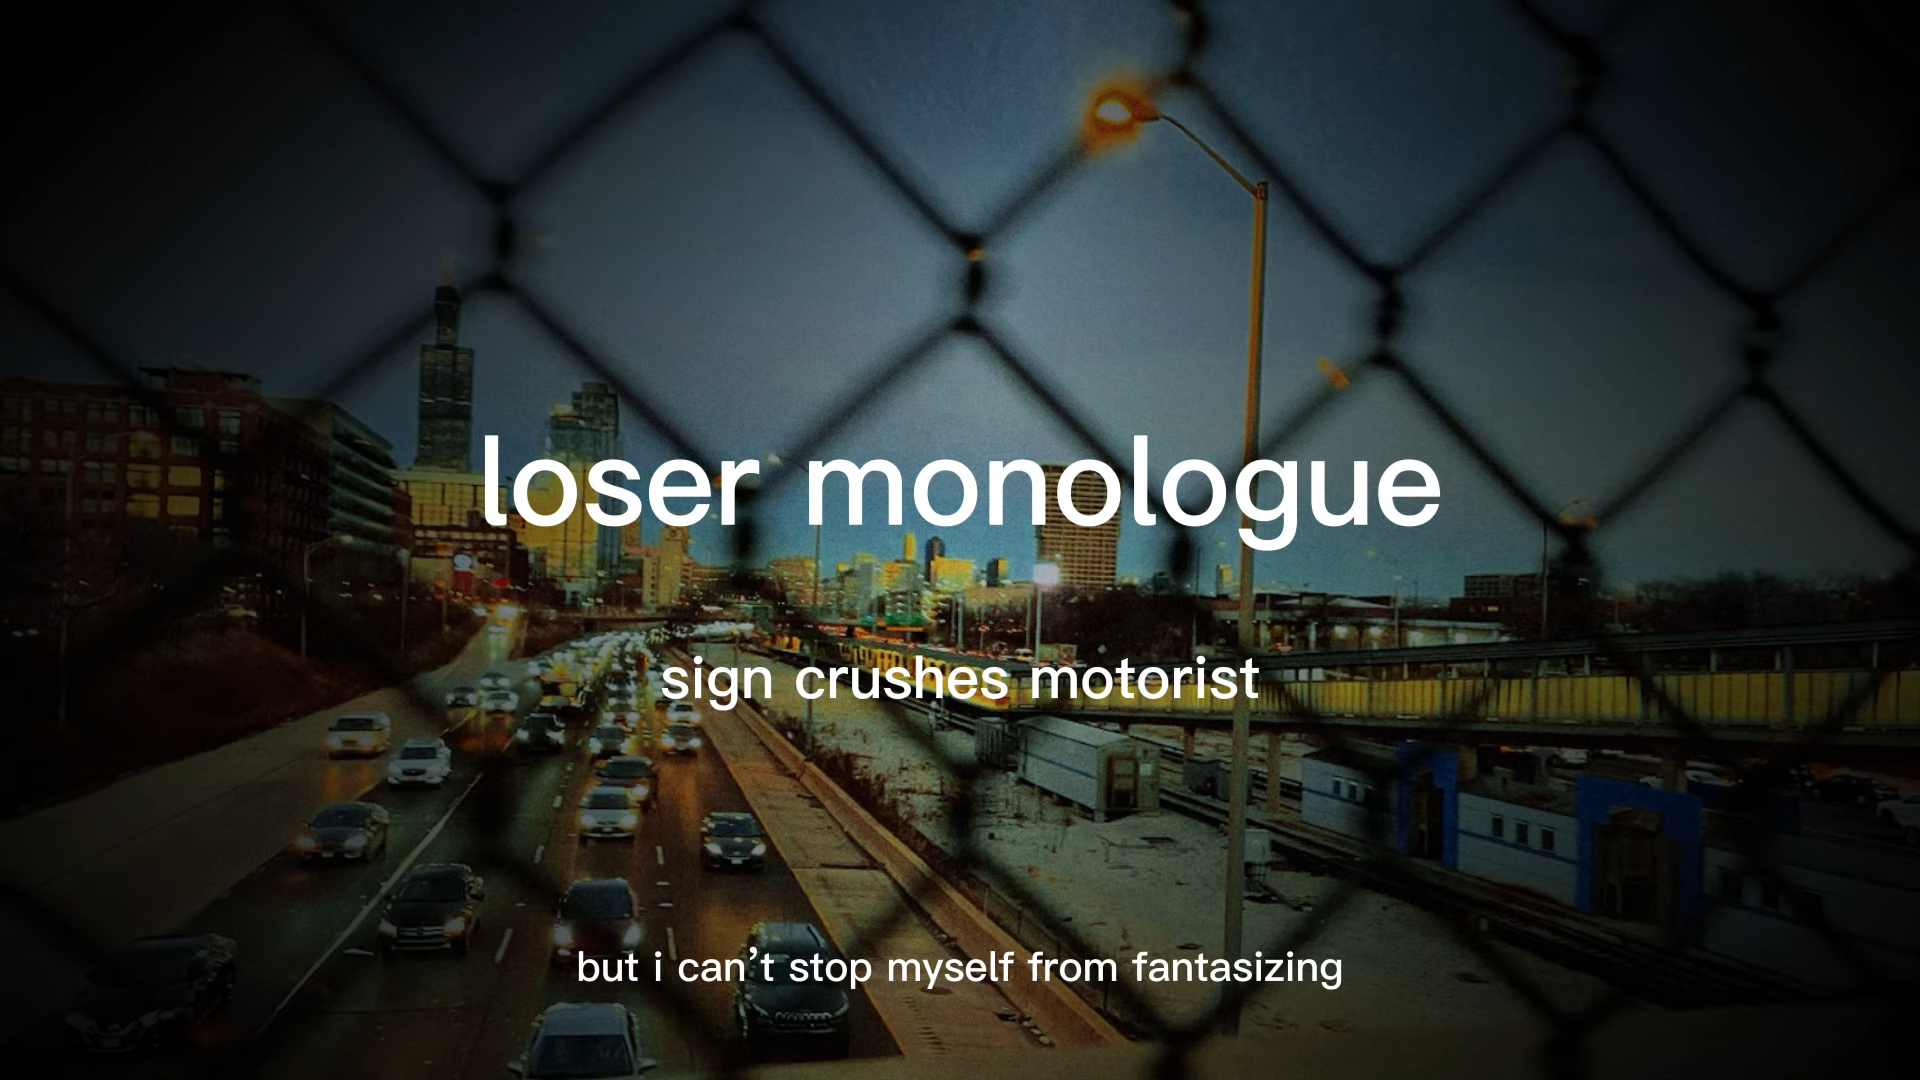 loser monologue
sign crushes motorist
but i can’t stop myself from fantasizing